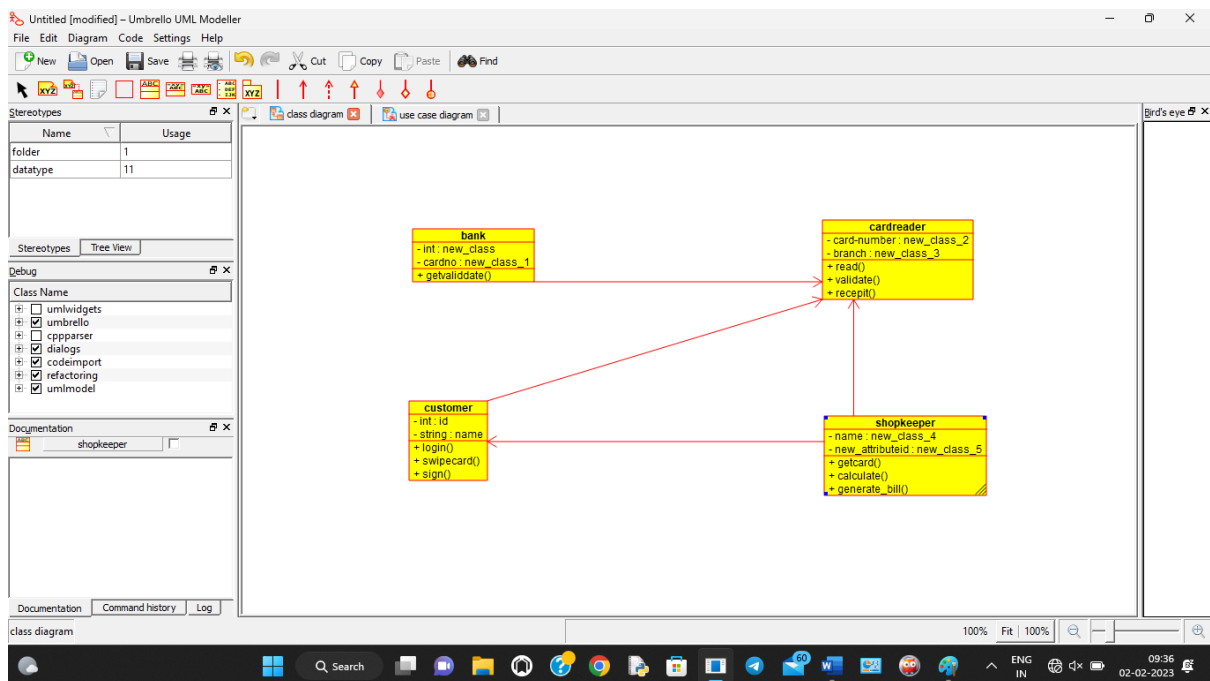 Untitled [modified] – Umbrello UML Modeller
File Edit Diagram Code Settings Help
New Open Save Cut Copy Paste Find
XYZ ABC
Stereotypes
class diagram use case diagram
Bird's eye
Name Usage
folder 1
datatype 11
Stereotypes Tree View
Debug
Class Name
umlwidgets
umbrello
cppparser
dialogs
codeimport
refactoring
umlmodel
Documentation
shopkeeper
Documentation Command history Log
bank
- int : new_class
- cardno : new_class_1
+ getvaliddate()
cardreader
- card-number : new_class_2
- branch : new_class_3
+ read()
+ validate()
+ recepit()
customer
- int : id
- string : name
+ login()
+ swipecard()
+ sign()
shopkeeper
- name : new_class_4
- new_attributeid : new_class_5
+ getcard()
+ calculate()
+ generate_bill()
class diagram
100% Fit 100%
Search
60
ENG
IN
09:36
02-02-2023